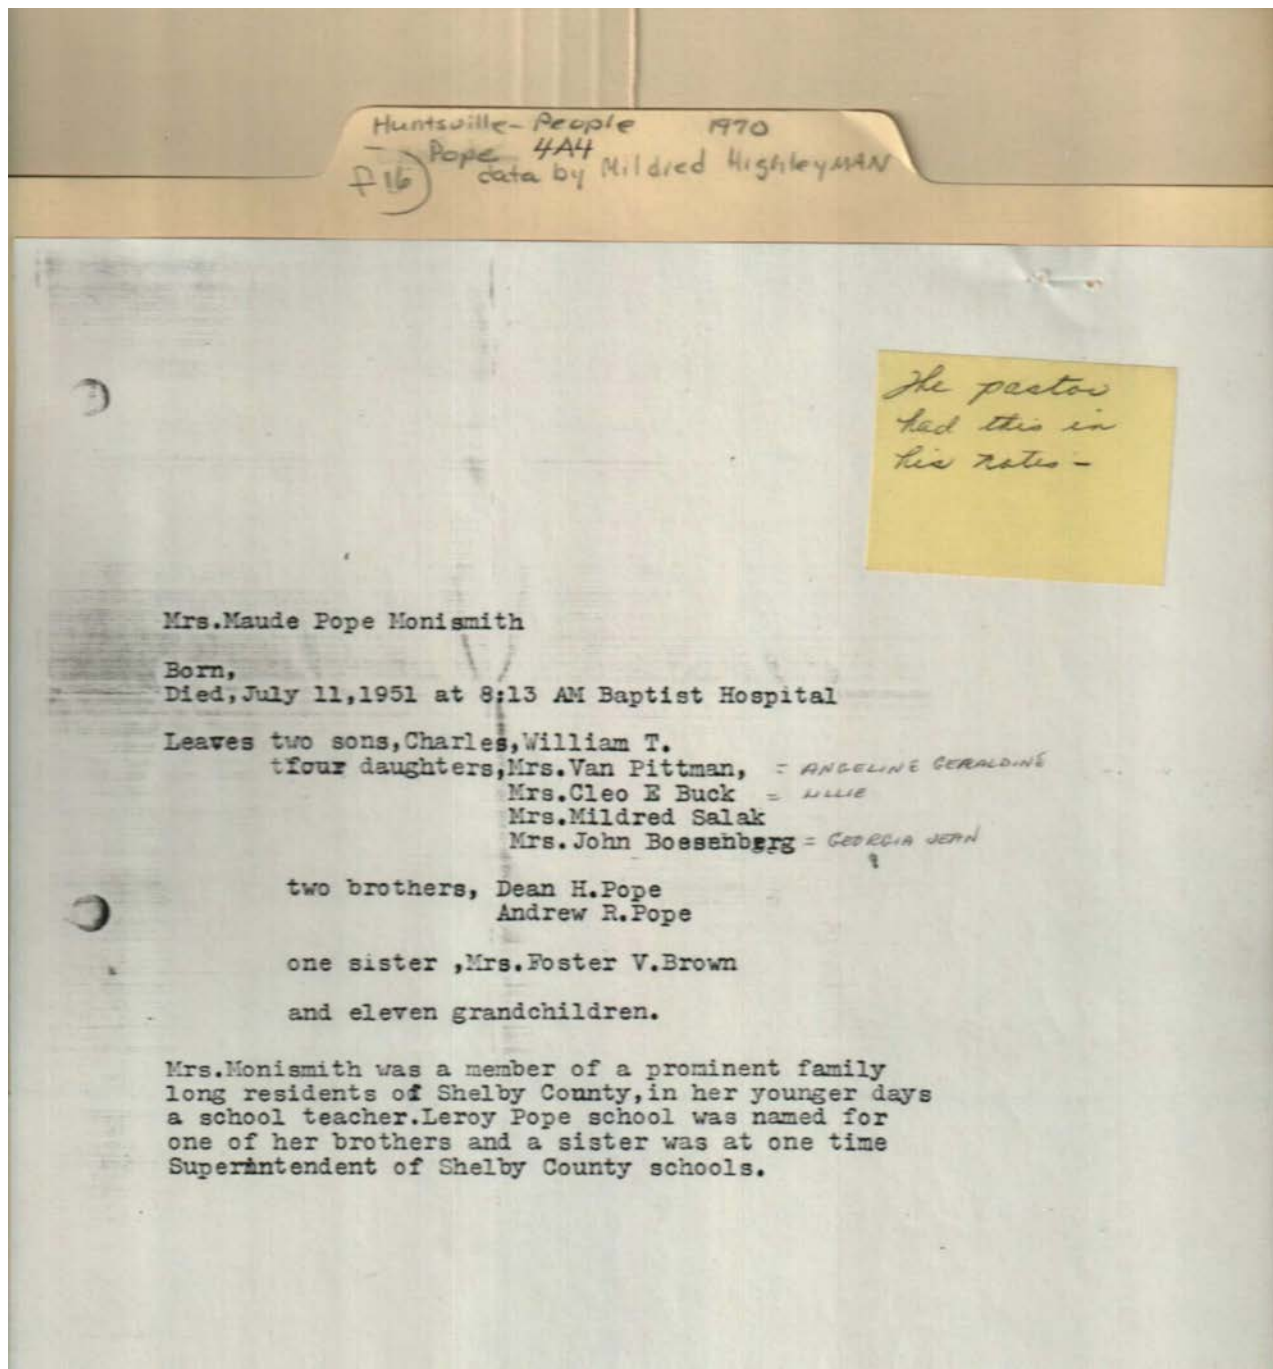 Huntsville - People 1970
Pope 4A4
f 16) data by Mildred HighleyMAN
The pastor
had this in
his notes -
Mrs.Maude Pope Monismith
Born,
Died,July 11,1951 at 8:13 AM Baptist Hospital
Leaves two sons,Charles,William T.
tfour daughters,Mrs.Van Pittman, = ANGELINE GERALDINE
Mrs.Cleo E Buck = LILLIE
Mrs.Mildred Salak
Mrs.John Bossenbgrg = GEORGIA JEAN
two brothers, Dean H.Pope
Andrew R.Pope
one sister ,Mrs.Foster V.Brown
and eleven grandchildren.
Mrs.Monismith was a member of a prominent family
long residents of Shelby County,in her younger days
a school teacher.Leroy Pope school was named for
one of her brothers and a sister was at one time
Superintendent of Shelby County schools.